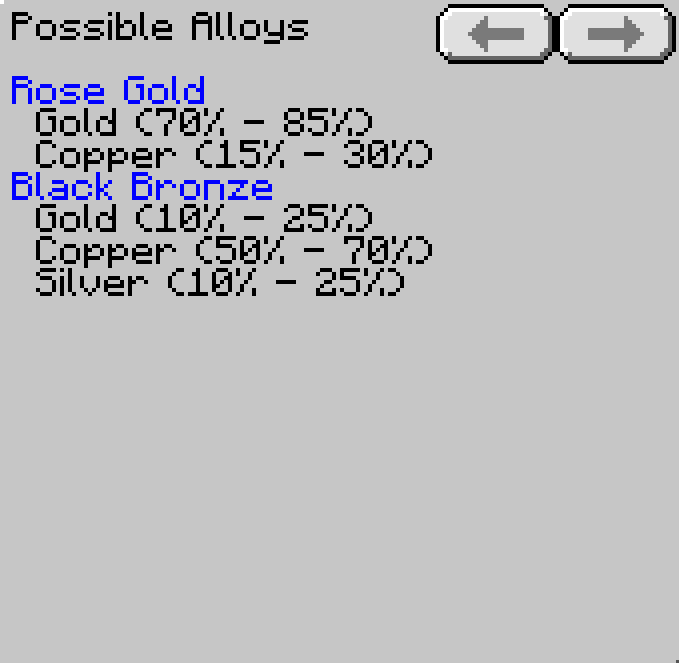 Possible Alloys
Rose Gold
Gold (70% - 85%)
Copper (15% - 30%)
Black Bronze
Gold (10% - 25%)
Copper (50% - 70%)
Silver (10% - 25%)